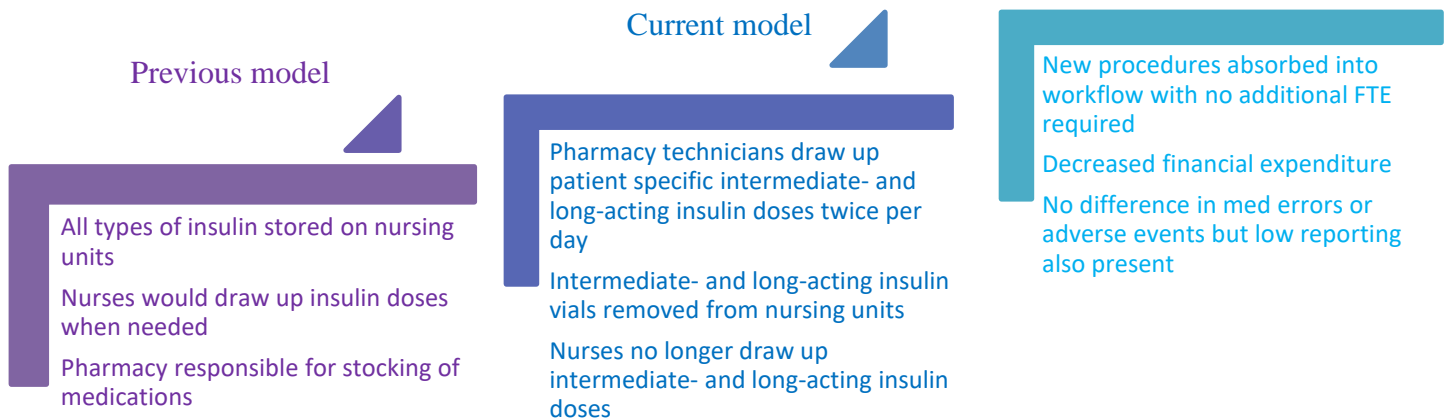 Previous model
All types of insulin stored on nursing
units
Nurses would draw up insulin doses
when needed
Pharmacy responsible for stocking of
medications
Current model
Pharmacy technicians draw up
patient specific intermediate- and
long-acting insulin doses twice per
day
Intermediate- and long-acting insulin
vials removed from nursing units
Nurses no longer draw up
intermediate- and long-acting insulin
doses
New procedures absorbed into
workflow with no additional FTE
required
Decreased financial expenditure
No difference in med errors or
adverse events but low reporting
also present